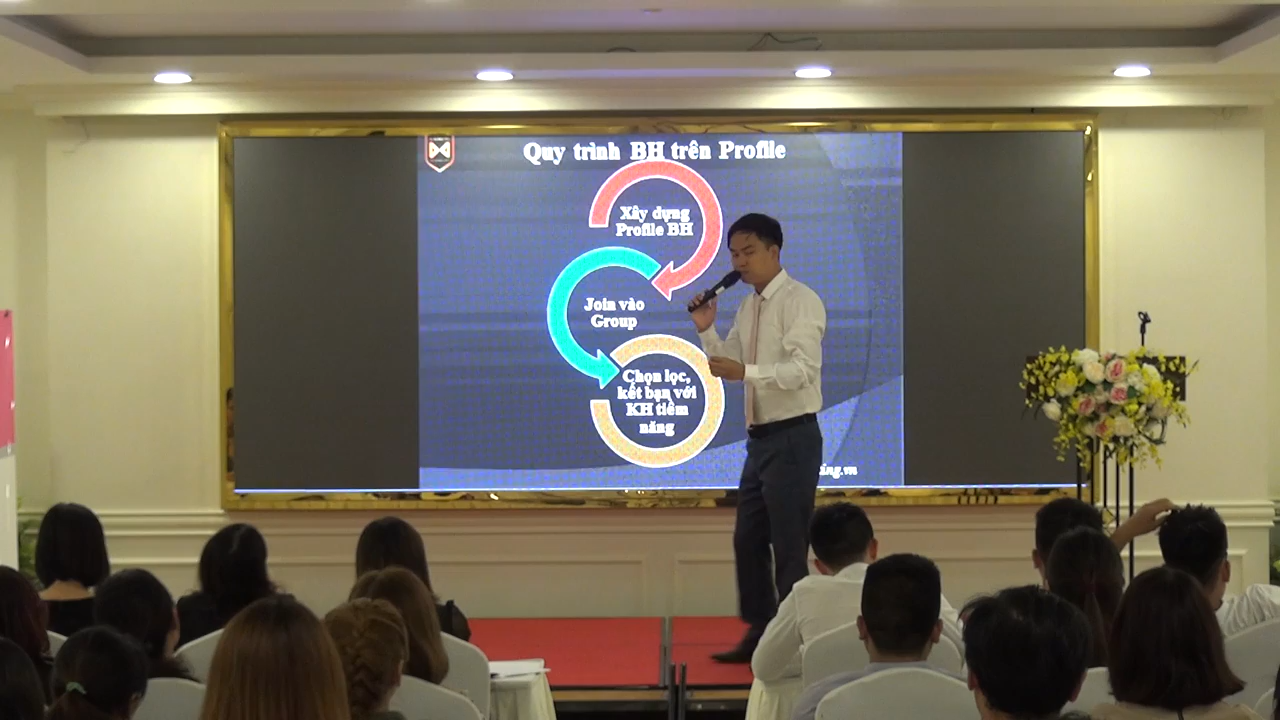 Quy trình BH trên Profile
Xây dựng
Profile BH
Join vào
Group
Chọn lọc,
kết bạn với
KH tiềm
năng